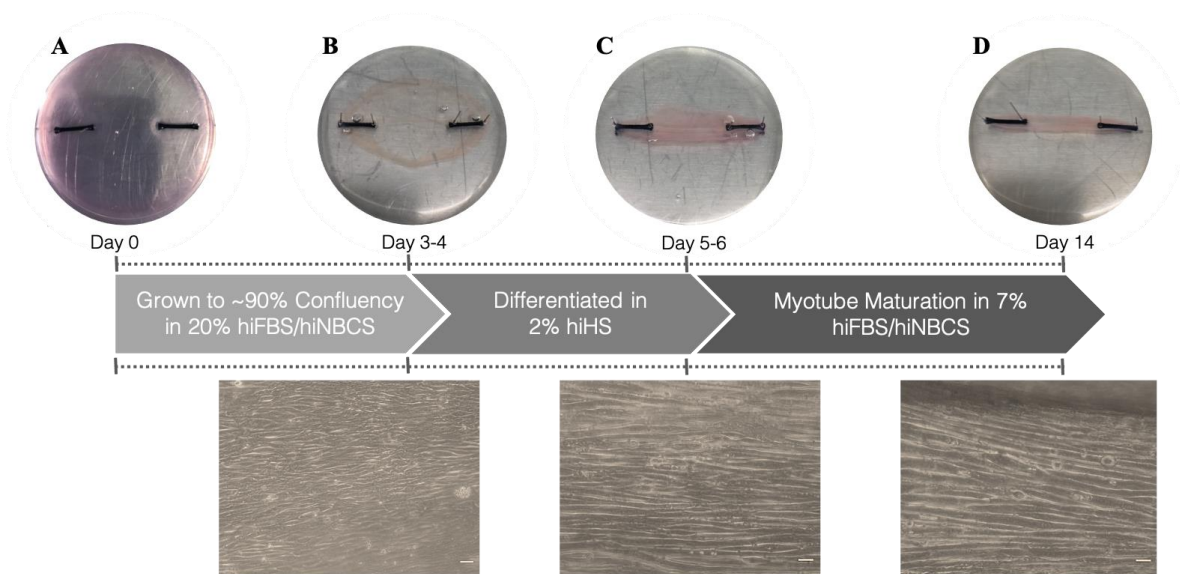 A
B
C
D
Day 0
Day 3-4
Day 5-6
Day 14
Grown to ~90% Confluency
in 20% hiFBS/hiNBCS
Differentiated in
2% hiHS
Myotube Maturation in 7%
hiFBS/hiNBCS